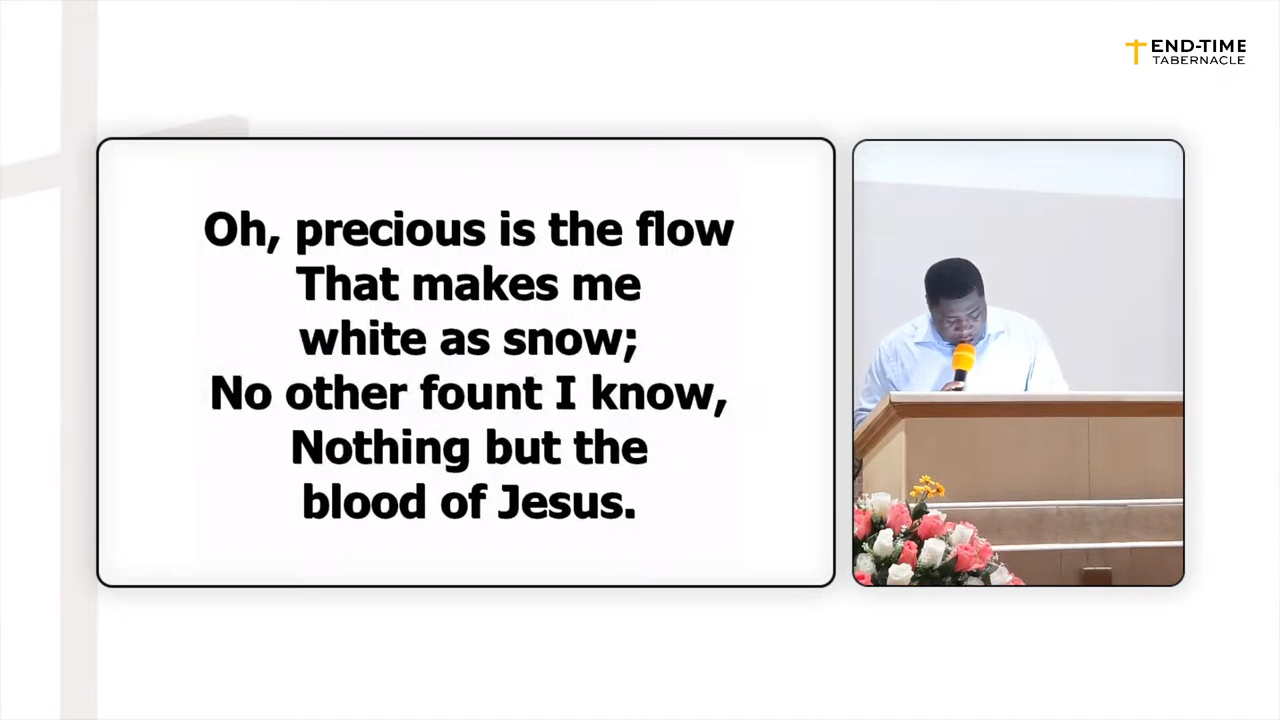 END-TIME
TABERNACLE
Oh, precious is the flow
That makes me
white as snow;
No other fount I know,
Nothing but the
blood of Jesus.